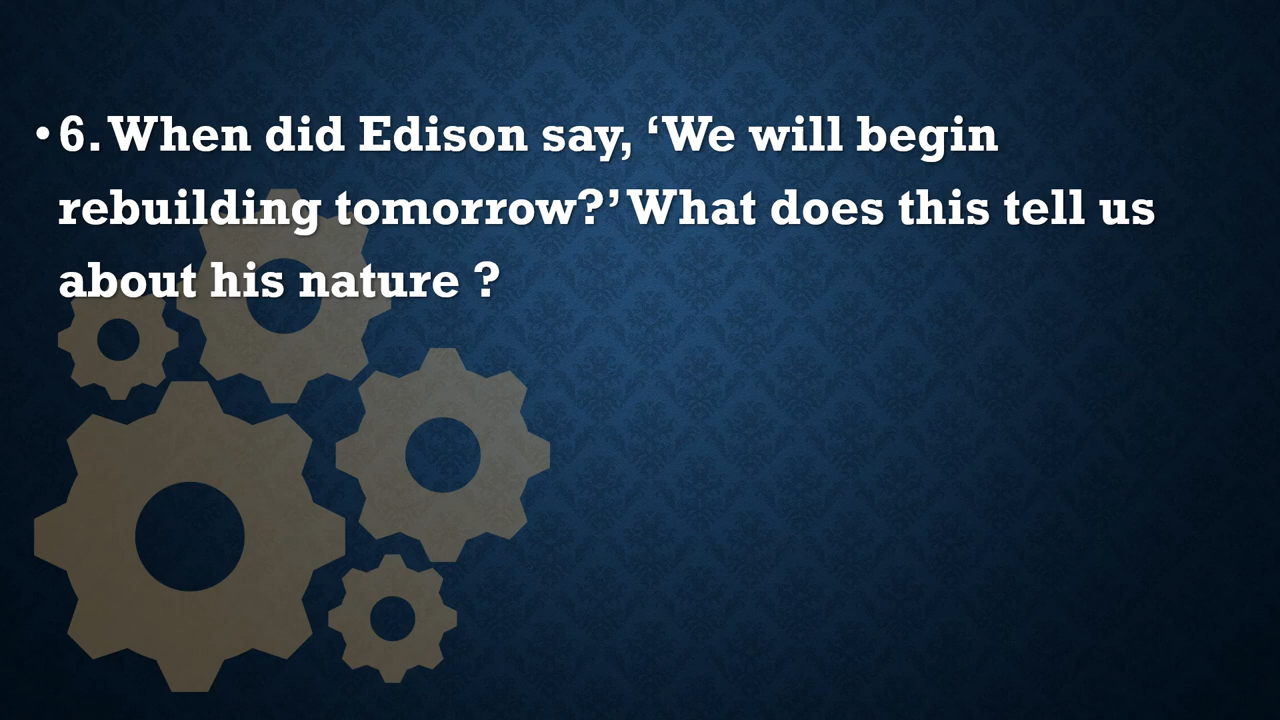 • 6. When did Edison say, ‘We will begin
rebuilding tomorrow?’ What does this tell us
about his nature ?